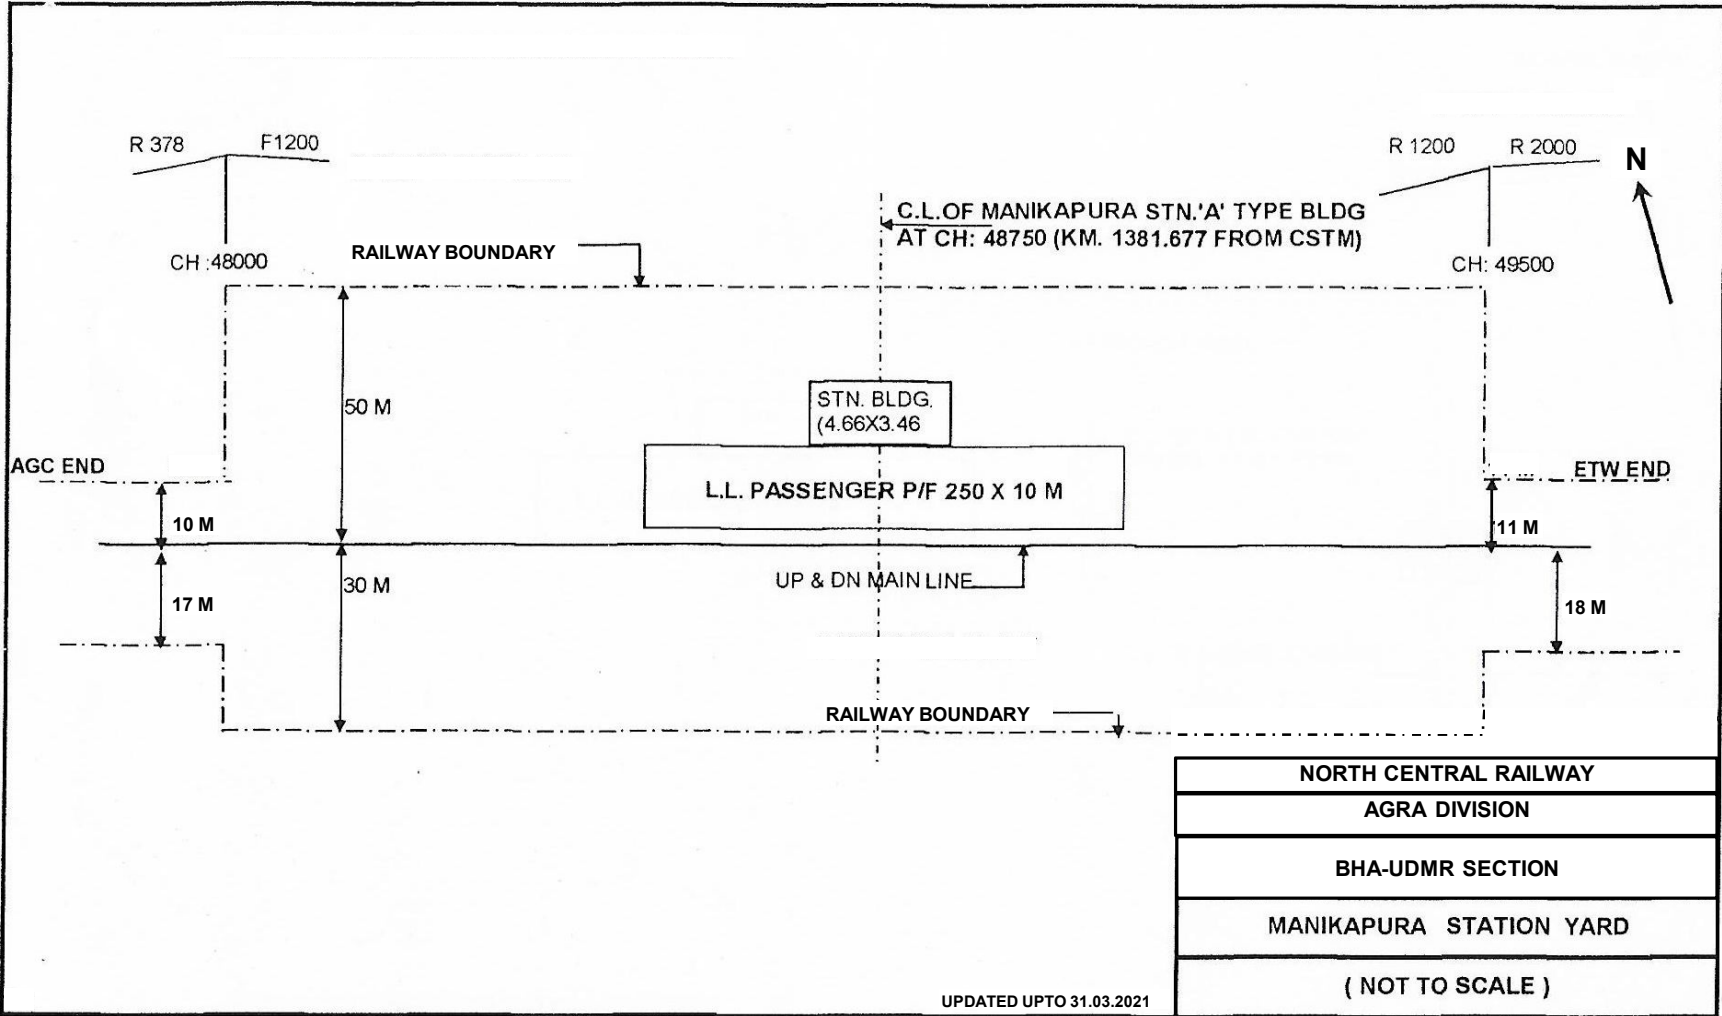 R 378
F1200
R 1200
R 2000
N
C.L.OF MANIKAPURA STN.'A' TYPE BLDG
AT CH: 48750 (KM. 1381.677 FROM CSTM)
RAILWAY BOUNDARY
CH :48000
CH: 49500
50 M
STN. BLDG.
(4.66X3.46
AGC END
ETW END
L.L. PASSENGER P/F 250 X 10 M
10 M
11 M
UP & DN MAIN LINE
30 M
17 M
18 M
RAILWAY BOUNDARY
NORTH CENTRAL RAILWAY
AGRA DIVISION
BHA-UDMR SECTION
MANIKAPURA STATION YARD
( NOT TO SCALE )
UPDATED UPTO 31.03.2021